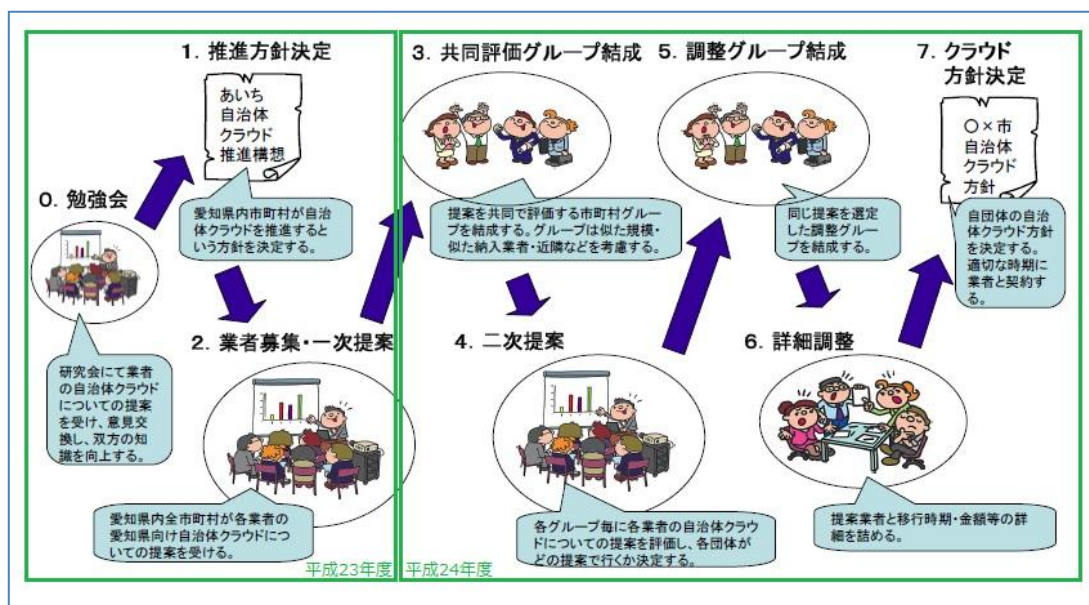 0. 勉強会
研究会にて業者
の自治体クラウド
についての提案
を受け、意見交
換し、双方の知
識を向上する。
1. 推進方針決定
あいち
自治体
クラウド
推進構想
愛知県内市町村が自治
体クラウドを推進すると
いう方針を決定する。
2. 業者募集・一次提案
愛知県内全市町村が各業者の
愛知県向け自治体クラウドにつ
いての提案を受ける。
平成23年度
3. 共同評価グループ結成
提案を共同で評価する市町村グルー
プを結成する。グループは似た規模・
似た納入業者・近隣などを考慮する。
4. 二次提案
各グループ毎に各業者の自治体クラウ
ドについての提案を評価し、各団体が
どの提案で行くか決定する。
5. 調整グループ結成
同じ提案を選定
した調整グルー
プを結成する。
6. 詳細調整
提案業者と移行時期・金額等の詳
細を詰める。
7. クラウド
方針決定
○×市
自治体
クラウド
方針
自団体の自治
体クラウド方針
を決定する。
適切な時期に
業者と契約す
る。
平成24年度